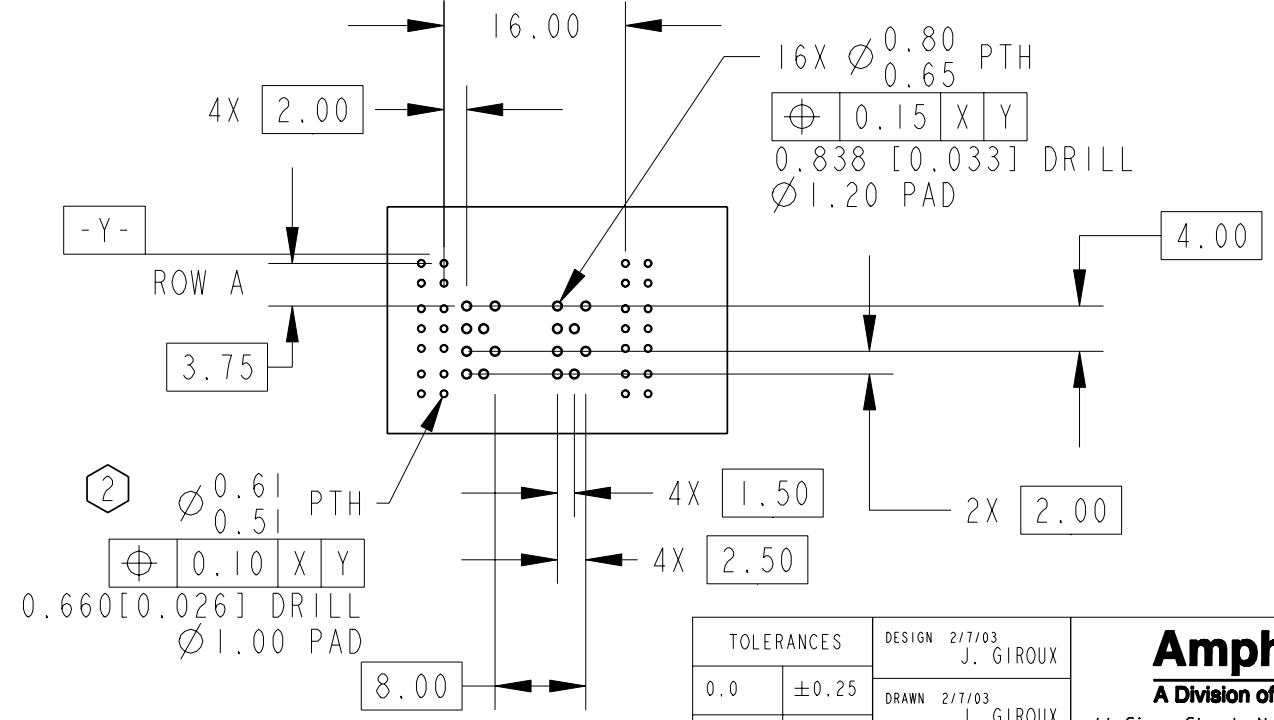 16.00
16X Ø 0.80 PTH
0.65
4X 2.00
⌖ 0.15 X Y
0.838 [0.033] DRILL
Ø1.20 PAD
-Y-
4.00
ROW A
3.75
2
Ø 0.61 PTH
0.51
4X 1.50
2X 2.00
⌖ 0.10 X Y
4X 2.50
0.660[0.026] DRILL
Ø1.00 PAD
8.00
TOLERANCES
0.0 ±0.25
DESIGN 2/7/03
J. GIROUX
DRAWN 2/7/03
J. GIROUX
Amph
A Division of